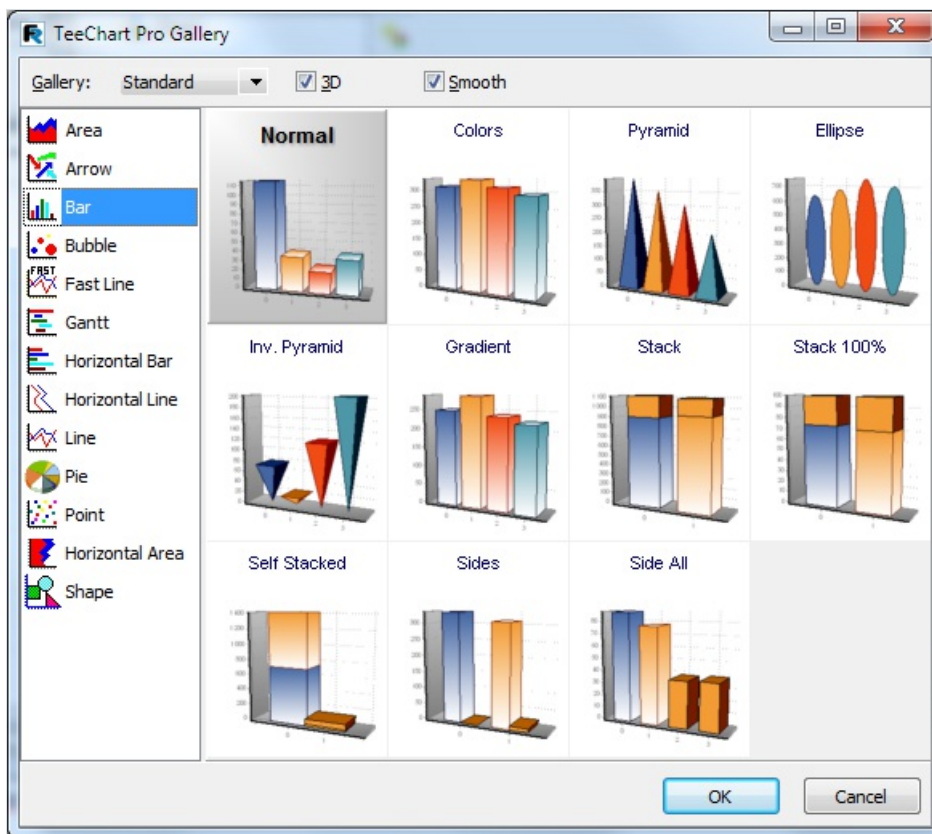 TeeChart Pro Gallery
Gallery: Standard 3D Smooth
Area
Arrow
Bar
Bubble
FAST
Fast Line
Gantt
Horizontal Bar
Horizontal Line
Line
Pie
Point
Horizontal Area
Shape
Normal Colors Pyramid Ellipse
Inv. Pyramid Gradient Stack Stack 100%
Self Stacked Sides Side All
OK Cancel